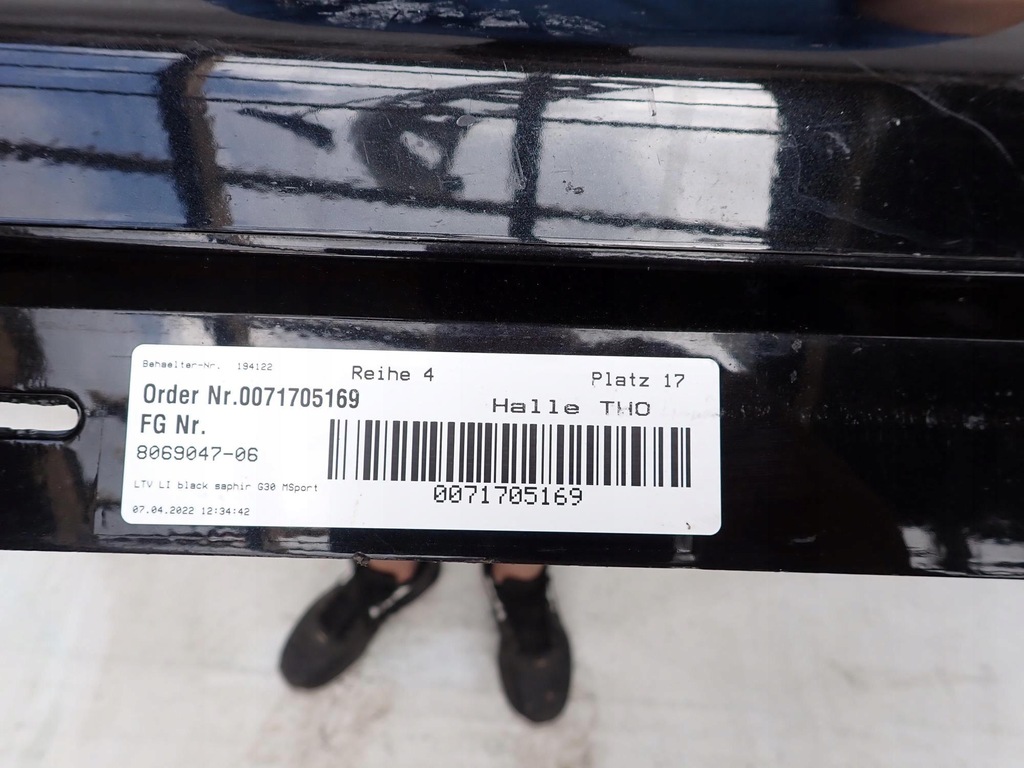 Behaelter-Nr. 194122
Reihe 4
Platz 17
Order Nr.0071705169
Halle THO
FG Nr.
8069047-06
LTV LI black saphir G30 MSport
0071705169
07.04.2022 12:34:42